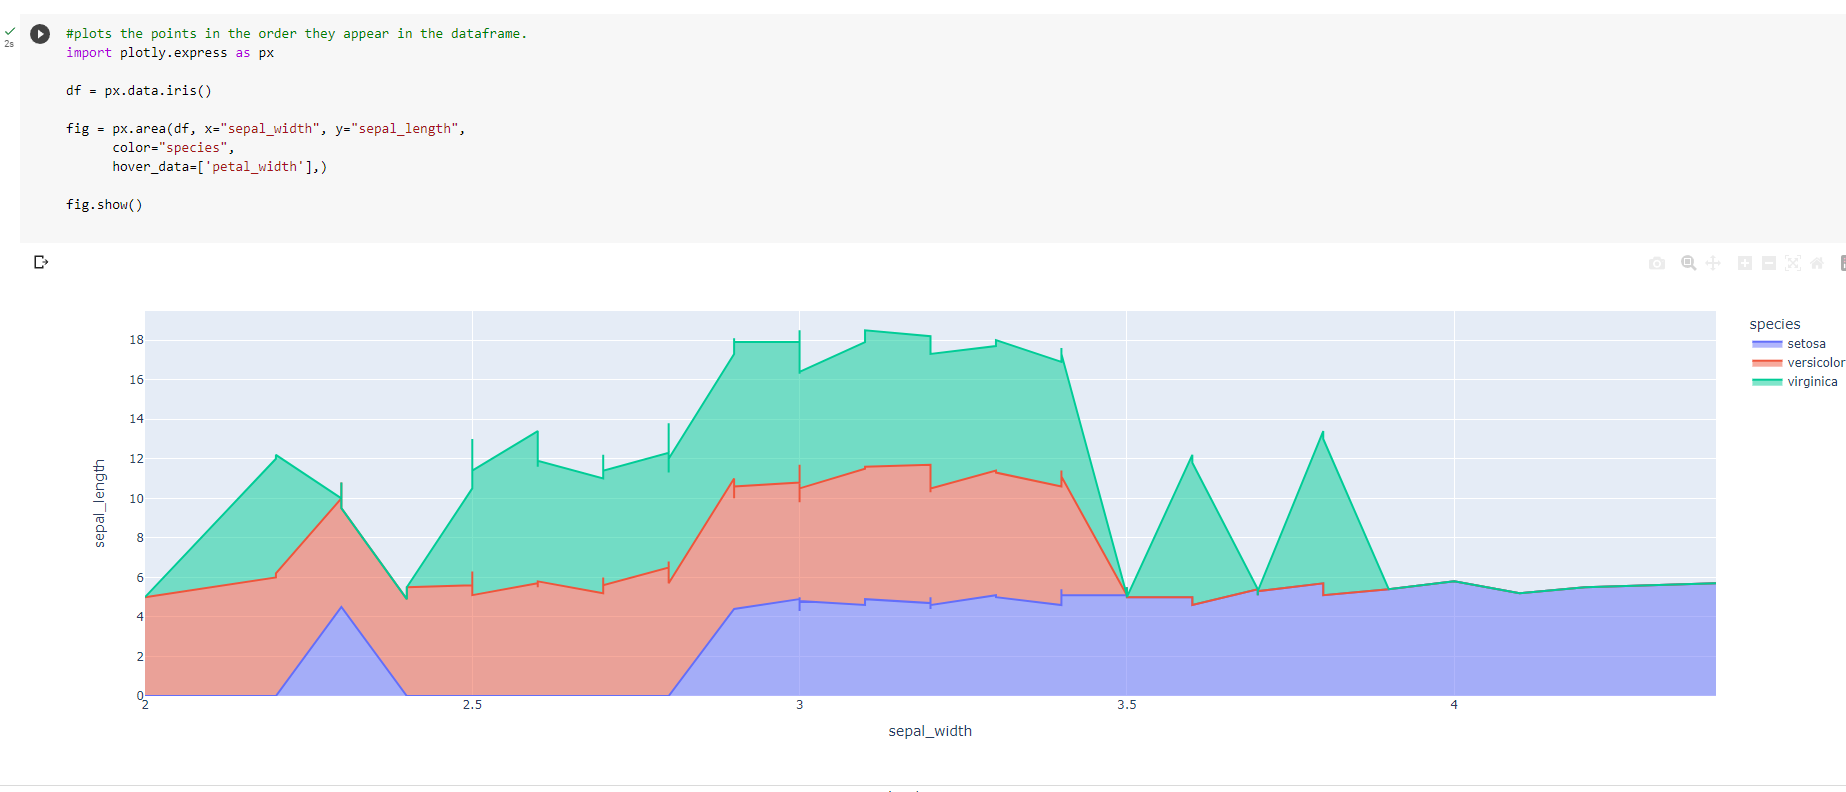 #plots the points in the order they appear in the dataframe.
2s
import plotly.express as px
df = px.data.iris()
fig = px.area(df, x="sepal_width", y="sepal_length",
color="species",
hover_data=['petal_width'],)
fig.show()
species
setosa
versicolor
virginica
sepal_length
18
16
14
12
10
8
6
4
2
0
2
2.5
3
3.5
4
sepal_width